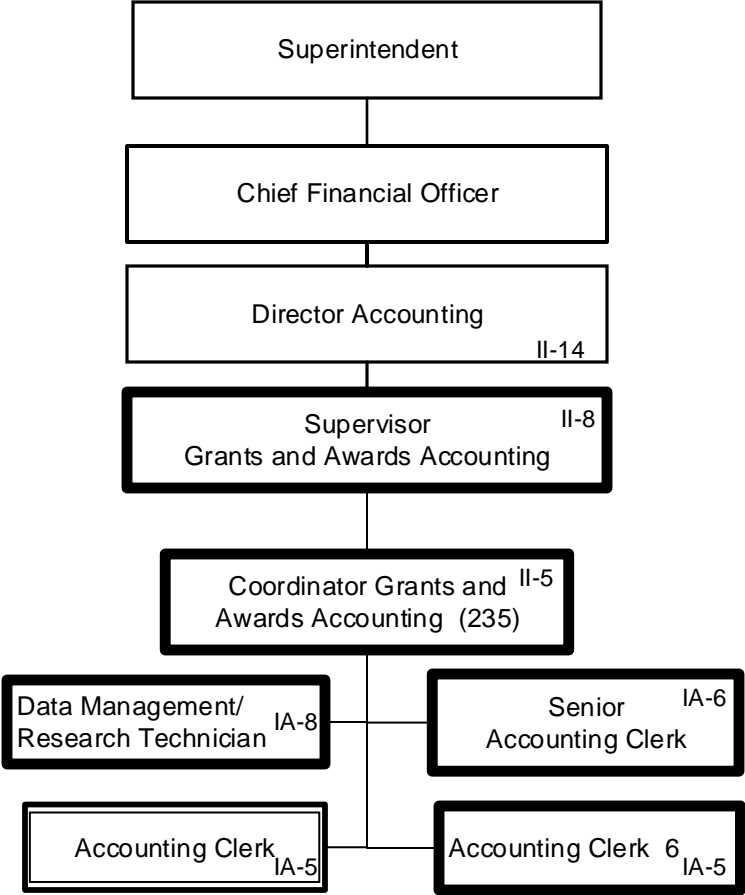 Superintendent
Chief Financial Officer
Director Accounting
II-14
Supervisor
II-8
Grants and Awards Accounting
Coordinator Grants and
II-5
Awards Accounting (235)
Data Management/
Research Technician
IA-8
Senior
IA-6
Accounting Clerk
Accounting Clerk
IA-5
Accounting Clerk 6
IA-5